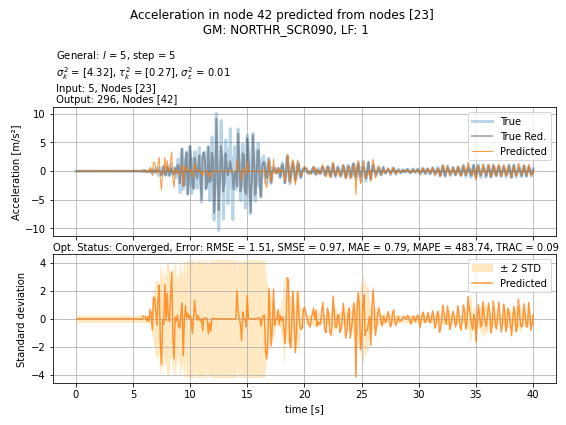 Acceleration in node 42 predicted from nodes [23]
GM: NORTHR_SCR090, LF: 1
General: l = 5, step = 5
σ²ₖ = [4.32], τ²ₖ = [0.27], σ²_ε = 0.01
Input: 5, Nodes [23]
Output: 296, Nodes [42]
Acceleration [m/s²]
10
5
0
−5
−10
True
True Red.
Predicted
Opt. Status: Converged, Error: RMSE = 1.51, SMSE = 0.97, MAE = 0.79, MAPE = 483.74, TRAC = 0.09
Standard deviation
4
2
0
−2
−4
± 2 STD
Predicted
0 5 10 15 20 25 30 35 40
time [s]